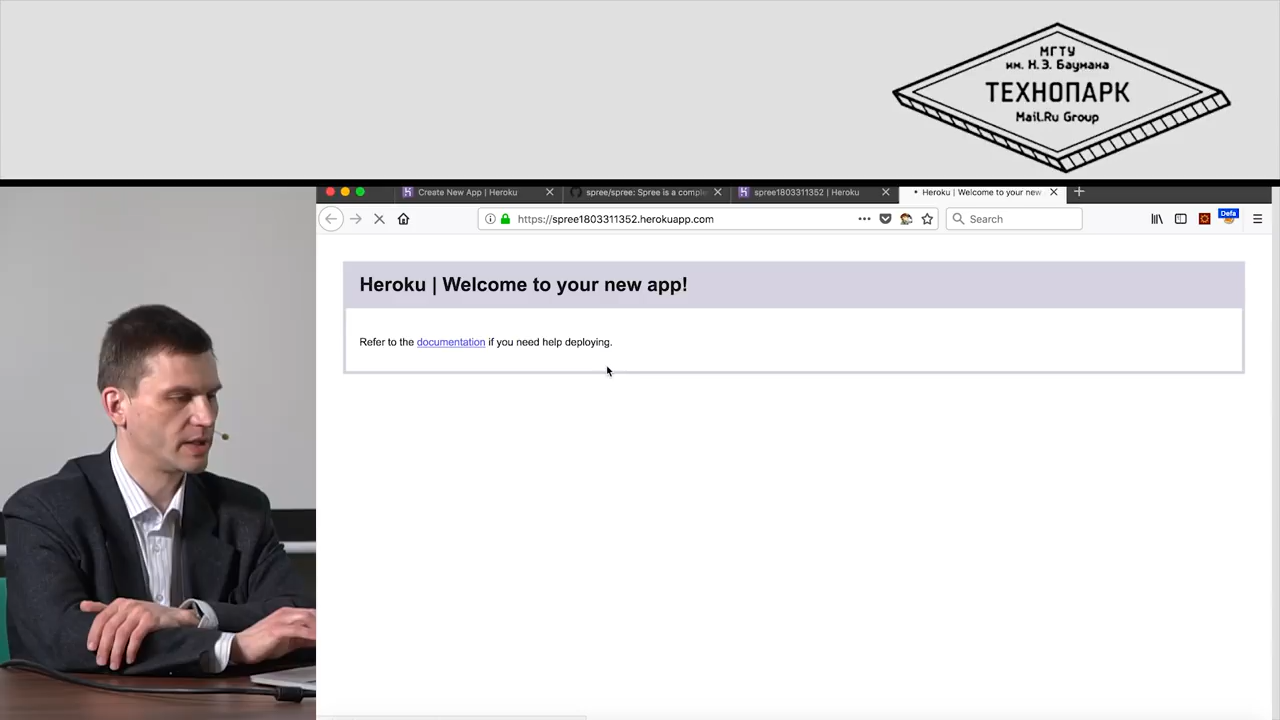 МГТУ
им. Н.Э. Баумана
ТЕХНОПАРК
Mail.Ru Group
Create New App | Heroku
spree/spree: Spree is a comple
spree1803311352 | Heroku
Heroku | Welcome to your new
https://spree1803311352.herokuapp.com
Search
Defa
Heroku | Welcome to your new app!
Refer to the documentation if you need help deploying.